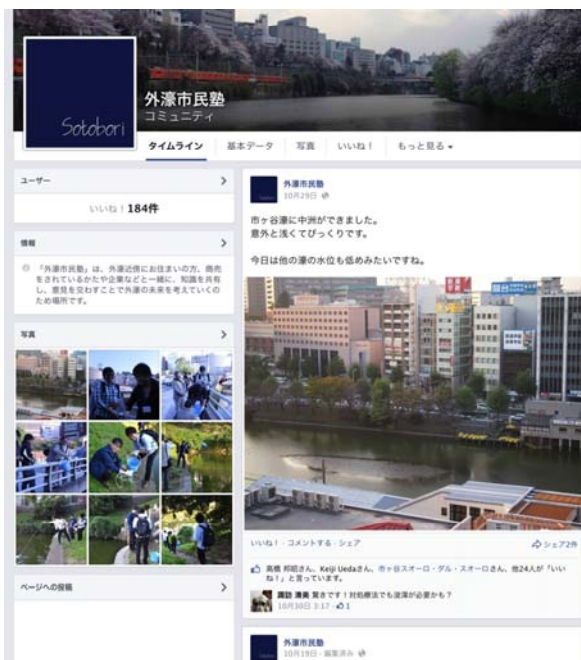 Sotobori
外濠市民塾
コミュニティ
タイムライン
基本データ
写真
いいね！
もっと見る
ユーザー
いいね！184件
情報
「外濠市民塾」は、外濠近傍にお住まいの方、商売
をされているかたや企業などと一緒に、知識を共有
し、意見を交わすことで外濠の未来を考えていくの
ため場所です。
写真
ページへの投稿
外濠市民塾
10月29日
市ヶ谷濠に中洲ができました。
意外と浅くてびっくりです。
今日は他の濠の水位も低めみたいですね。
いいね！・コメントする・シェア
シェア2件
高橋 邦昭さん、Keiji Uedaさん、市ヶ谷スオーロ・ダル・スオーロさん、他24人が「いい
ね！」と言っています。
諏訪 清美 驚きです！対処療法でも浚渫が必要かも？
10月30日 3:17・1
外濠市民塾
10月19日・編集済み